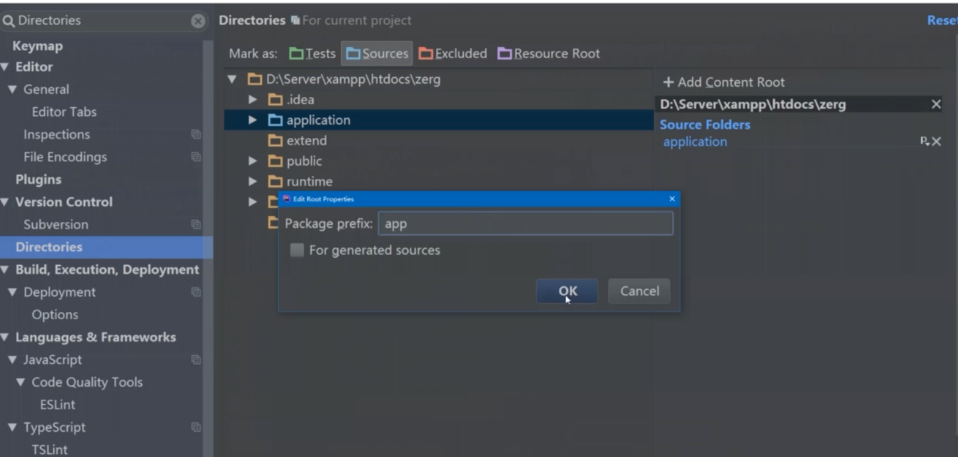 Directories
Keymap
Editor
General
Editor Tabs
Inspections
File Encodings
Plugins
Version Control
Subversion
Directories
Build, Execution, Deployment
Deployment
Options
Languages & Frameworks
JavaScript
Code Quality Tools
ESLint
TypeScript
TSLint
Directories For current project
Mark as: Tests Sources Excluded Resource Root
D:\Server\xampp\htdocs\zerg
.idea
application
extend
public
runtime
Edit Root Properties
Package prefix: app
For generated sources
OK Cancel
+ Add Content Root
D:\Server\xampp\htdocs\zerg
Source Folders
application